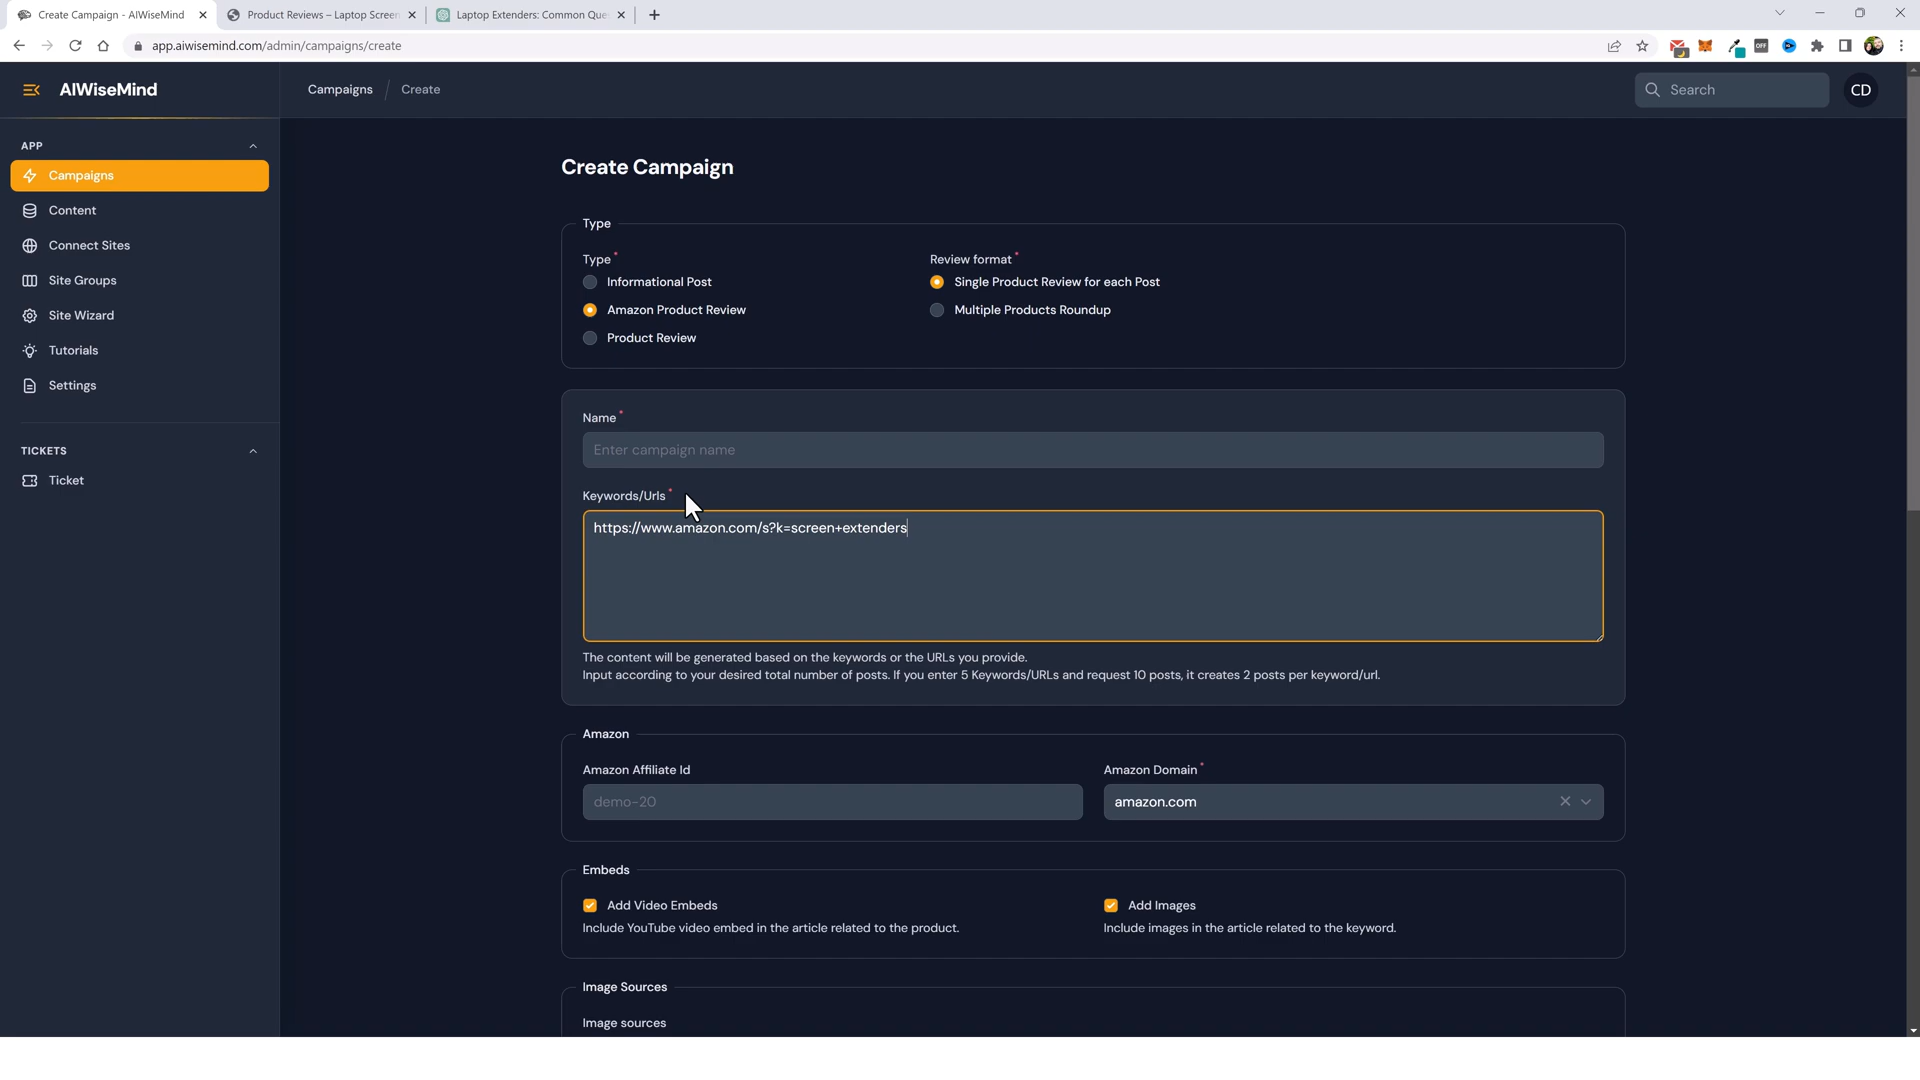 Create Campaign - AIWiseMind
Product Reviews – Laptop Screen
Laptop Extenders: Common Que
app.aiwisemind.com/admin/campaigns/create
OFF
AIWiseMind
Campaigns / Create
Search
CD
APP
Campaigns
Content
Connect Sites
Site Groups
Site Wizard
Tutorials
Settings
TICKETS
Ticket
Create Campaign
Type
Type *
Informational Post
Amazon Product Review
Product Review
Review format *
Single Product Review for each Post
Multiple Products Roundup
Name *
Enter campaign name
Keywords/Urls *
https://www.amazon.com/s?k=screen+extenders
The content will be generated based on the keywords or the URLs you provide.
Input according to your desired total number of posts. If you enter 5 Keywords/URLs and request 10 posts, it creates 2 posts per keyword/url.
Amazon
Amazon Affiliate Id
demo-20
Amazon Domain *
amazon.com
Embeds
Add Video Embeds
Include YouTube video embed in the article related to the product.
Add Images
Include images in the article related to the keyword.
Image Sources
Image sources